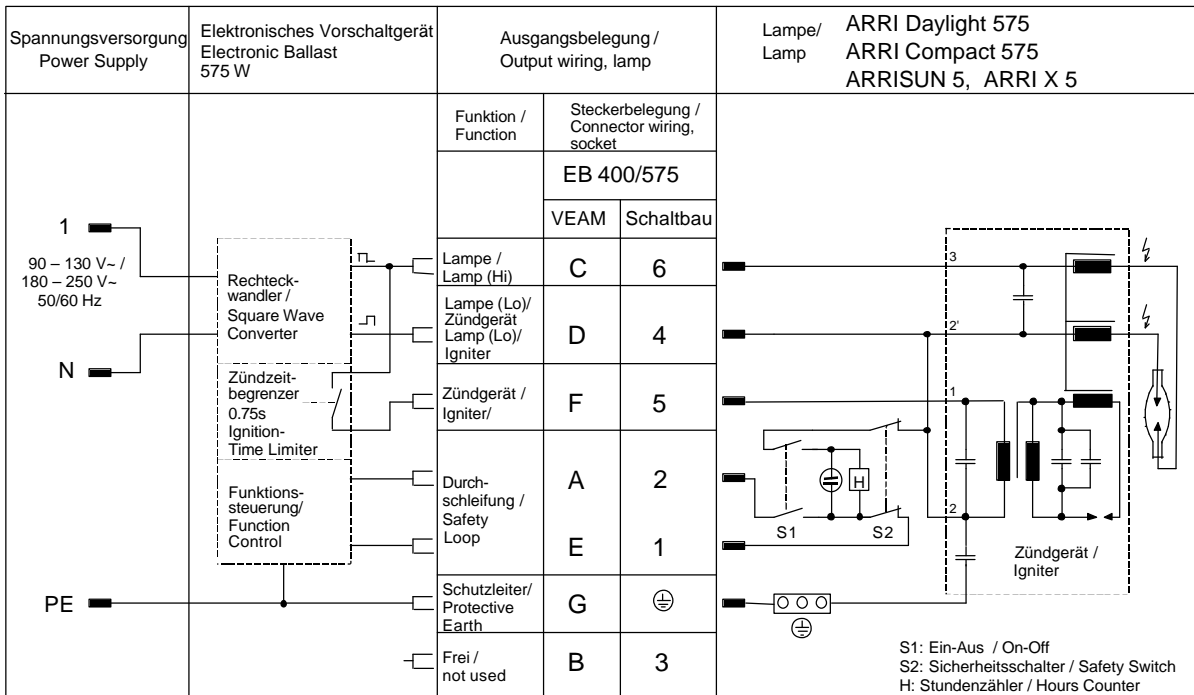 Spannungsversorgung
Power Supply
Elektronisches Vorschaltgerät
Electronic Ballast
575 W
Ausgangsbelegung /
Output wiring, lamp
Lampe/
Lamp
ARRI Daylight 575
ARRI Compact 575
ARRISUN 5, ARRI X 5
Funktion /
Function
Steckerbelegung /
Connector wiring,
socket
EB 400/575
VEAM
Schaltbau
1
90 – 130 V~ /
180 – 250 V~
50/60 Hz
N
PE
Rechteck-
wandler /
Square Wave
Converter
Zündzeit-
begrenzer
0.75s
Ignition-
Time Limiter
Funktions-
steuerung/
Function
Control
Lampe /
Lamp (Hi)
C
6
Lampe (Lo)/
Zündgerät
Lamp (Lo)/
Igniter
D
4
Zündgerät /
Igniter/
F
5
Durch-
schleifung /
Safety
Loop
A
2
E
1
Schutzleiter/
Protective
Earth
G
Frei /
not used
B
3
3
2'
1
2
H
S1
S2
Zündgerät /
Igniter
S1: Ein-Aus / On-Off
S2: Sicherheitsschalter / Safety Switch
H: Stundenzähler / Hours Counter